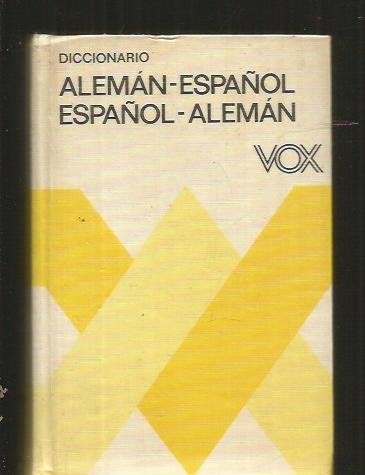 DICCIONARIO
ALEMÁN-ESPAÑOL
ESPAÑOL-ALEMÁN
VOX